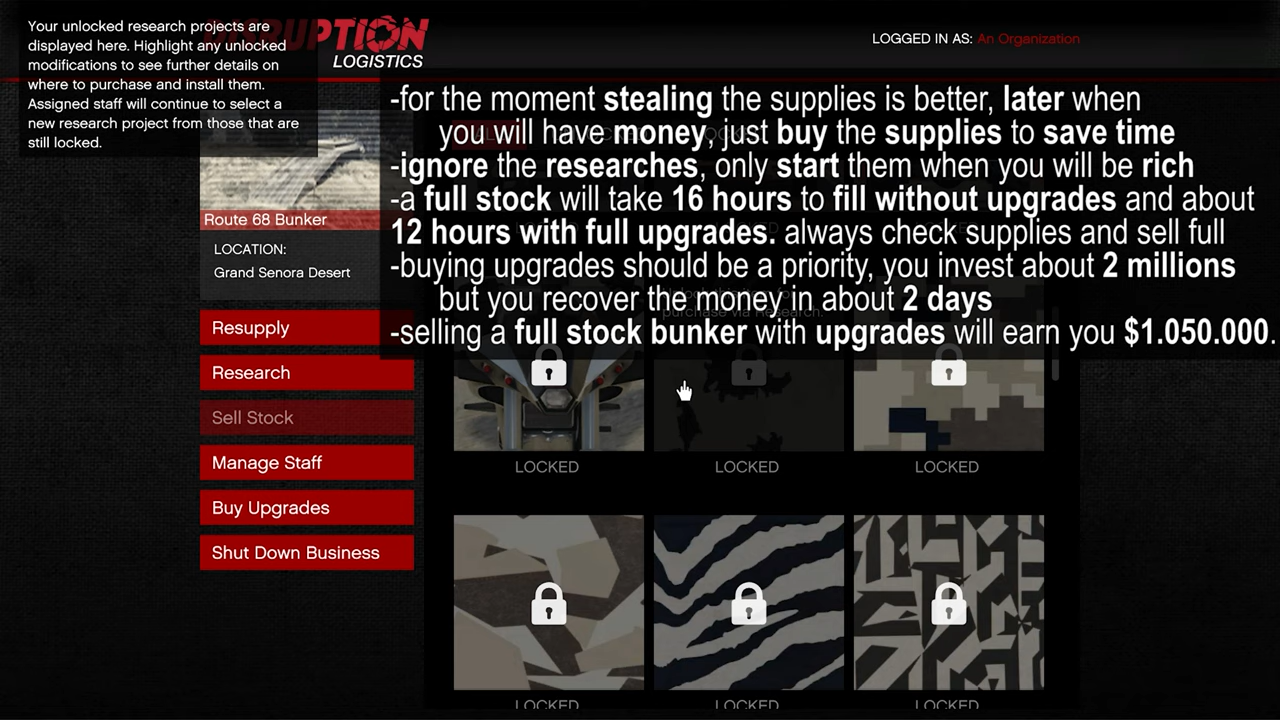 Your unlocked research projects are
displayed here. Highlight any unlocked
modifications to see further details on
where to purchase and install them.
Assigned staff will continue to select a
new research project from those that are
still locked.
DISRUPTION
LOGISTICS
LOGGED IN AS: An Organization
-for the moment stealing the supplies is better, later when
you will have money, just buy the supplies to save time
-ignore the researches, only start them when you will be rich
-a full stock will take 16 hours to fill without upgrades and about
12 hours with full upgrades. always check supplies and sell full
-buying upgrades should be a priority, you invest about 2 millions
but you recover the money in about 2 days
-selling a full stock bunker with upgrades will earn you $1.050.000.
Route 68 Bunker
LOCATION:
Grand Senora Desert
Resupply
Research
Sell Stock
Manage Staff
Buy Upgrades
Shut Down Business
purchase via Research.
LOCKED LOCKED LOCKED
LOCKED LOCKED LOCKED